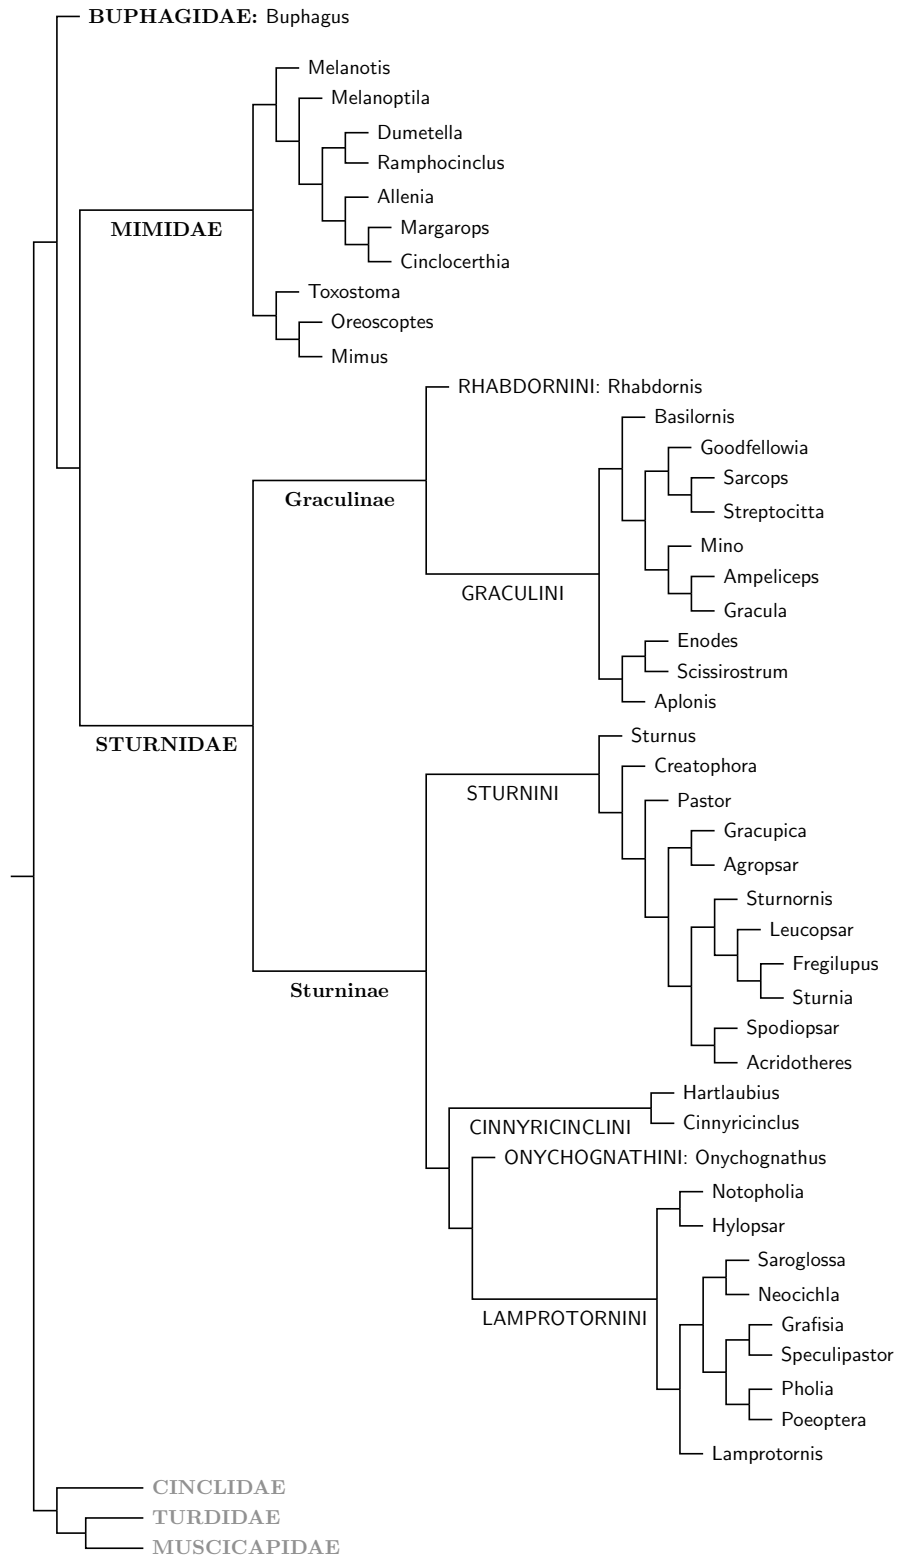 BUPHAGIDAE: Buphagus
Melanotis
Melanoptila
Dumetella
Ramphocinclus
Allenia
Margarops
MIMIDAE
Cinclocerthia
Toxostoma
Oreoscoptes
Mimus
RHABDORNINI: Rhabdornis
Basilornis
Goodfellowia
Sarcops
Graculinae
Streptocitta
Mino
Ampeliceps
GRACULINI
Gracula
Enodes
Scissirostrum
Aplonis
Sturnus
STURNIDAE
Creatophora
STURNINI
Pastor
Gracupica
Agropsar
Sturnornis
Leucopsar
Fregilupus
Sturninae
Sturnia
Spodiopsar
Acridotheres
Hartlaubius
Cinnyricinclus
CINNYRICINCLINI
ONYCHOGNATHINI: Onychognathus
Notopholia
Hylopsar
Saroglossa
Neocichla
LAMPROTORNINI
Grafisia
Speculipastor
Pholia
Poeoptera
Lamprotornis
CINCLIDAE
TURDIDAE
MUSCICAPIDAE